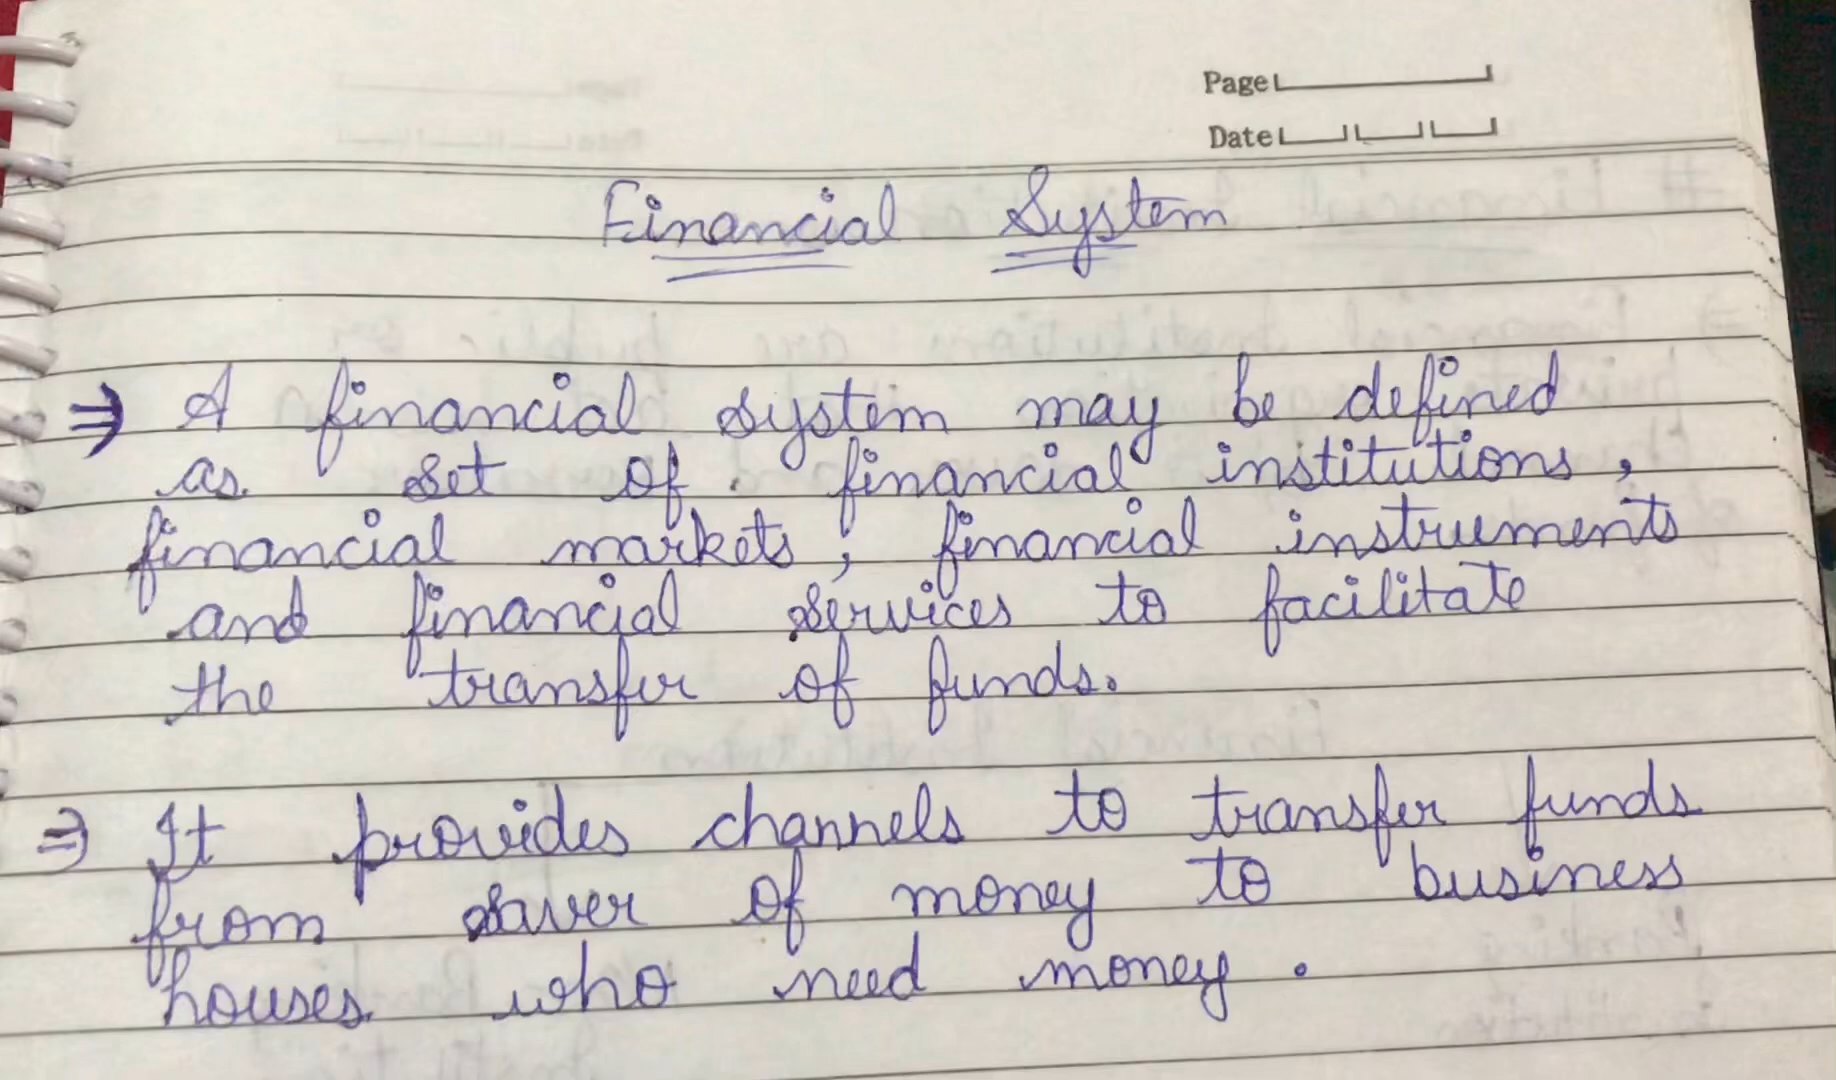 Page
Date
Financial System
⇒ A financial system may be defined
as set of financial institutions,
financial markets, financial instruments
and financial services to facilitate
the transfer of funds.
⇒ It provides channels to transfer funds
from saver of money to business
houses who need money.